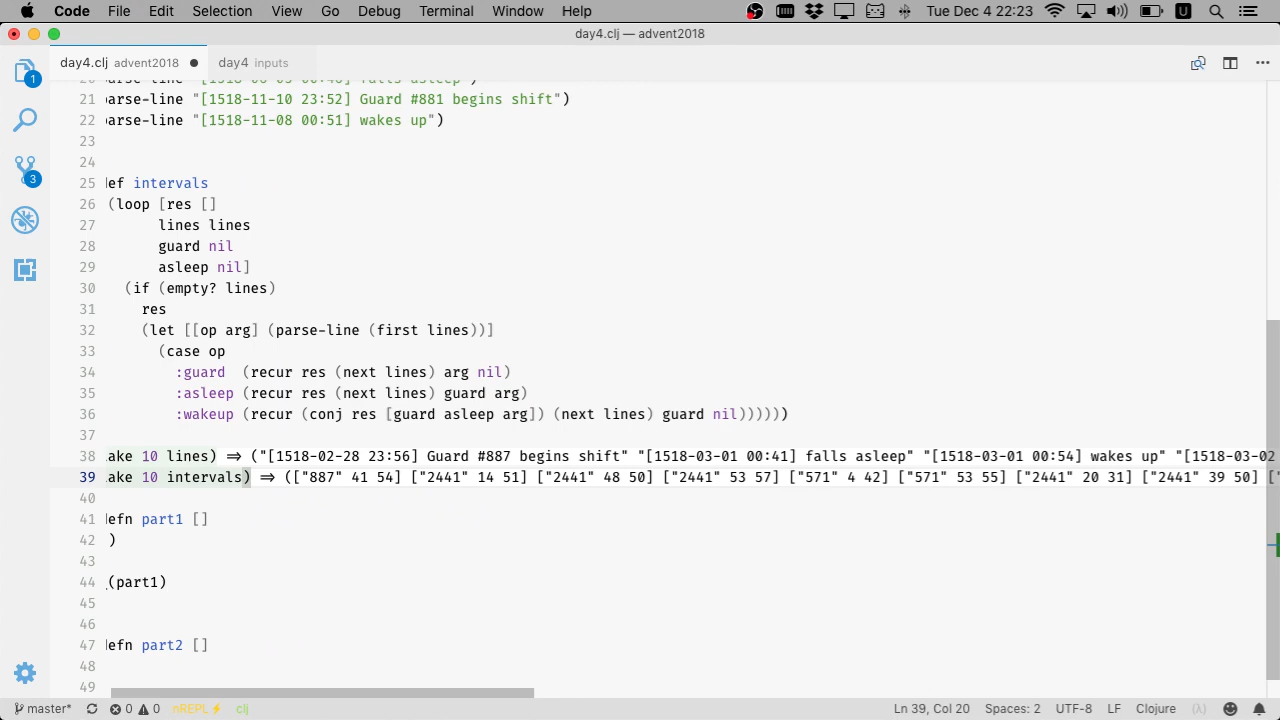 Code File Edit Selection View Go Debug Terminal Window Help Tue Dec 4 22:23
day4.clj — advent2018
day4.clj advent2018 ● day4 inputs
21 parse-line "[1518-11-10 23:52] Guard #881 begins shift")
22 parse-line "[1518-11-08 00:51] wakes up")
23
24
25 def intervals
26 (loop [res []
27 lines lines
28 guard nil
29 asleep nil]
30 (if (empty? lines)
31 res
32 (let [[op arg] (parse-line (first lines))]
33 (case op
34 :guard (recur res (next lines) arg nil)
35 :asleep (recur res (next lines) guard arg)
36 :wakeup (recur (conj res [guard asleep arg]) (next lines) guard nil))))))
37
38 ake 10 lines) => ("[1518-02-28 23:56] Guard #887 begins shift" "[1518-03-01 00:41] falls asleep" "[1518-03-01 00:54] wakes up" "[1518-03-02
39 ake 10 intervals) => (["887" 41 54] ["2441" 14 51] ["2441" 48 50] ["2441" 53 57] ["571" 4 42] ["571" 53 55] ["2441" 20 31] ["2441" 39 50] [
40
41 defn part1 []
42 )
43
44 (part1)
45
46
47 defn part2 []
48
49
master* 0 0 nREPL⚡ clj Ln 39, Col 20 Spaces: 2 UTF-8 LF Clojure (λ)